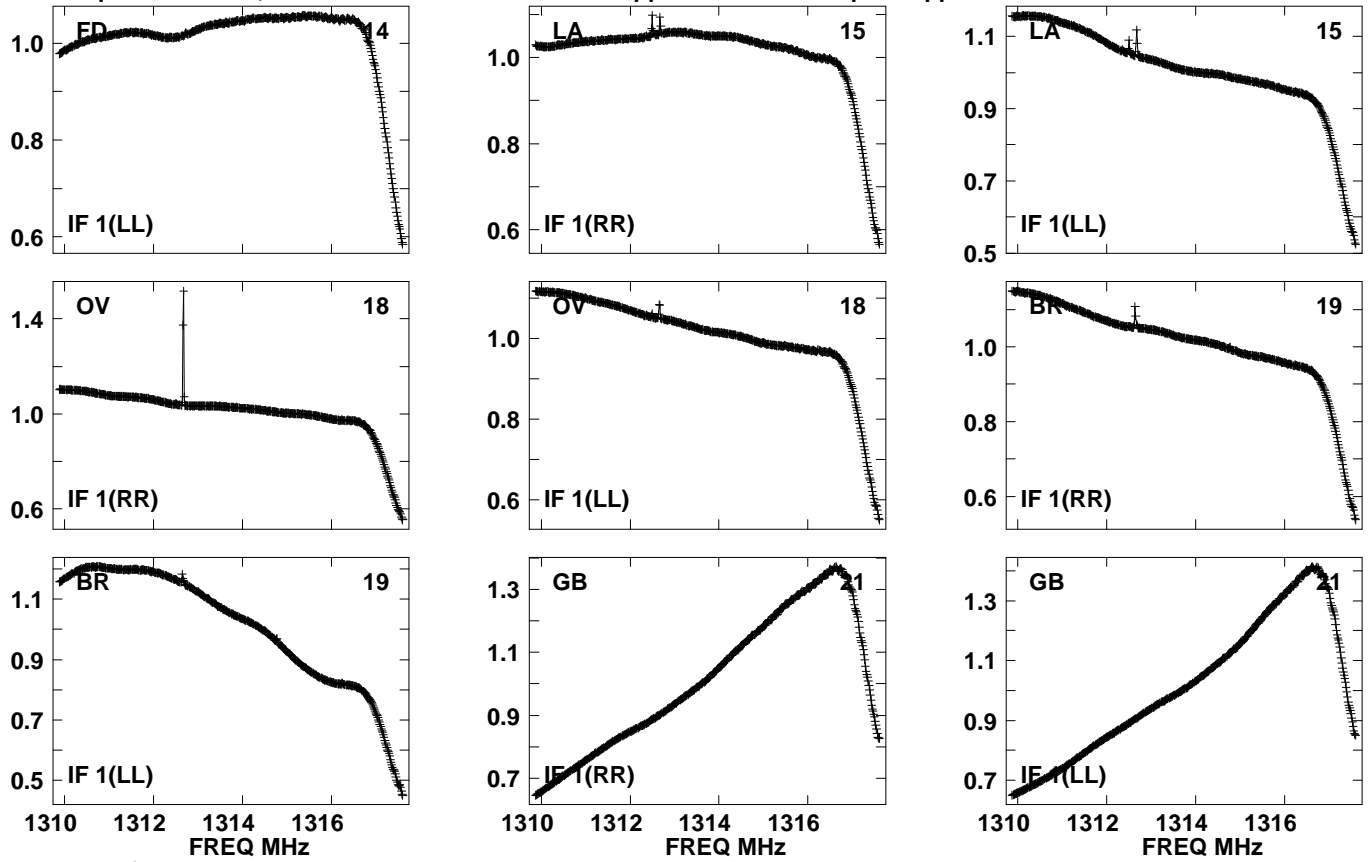 FD 14
1.0
0.8
0.6
IF 1(LL)
LA 15
1.0
0.8
0.6
IF 1(RR)
LA 15
1.1
0.9
0.7
0.5
IF 1(LL)
OV 18
1.4
1.0
0.6
IF 1(RR)
OV 18
1.0
0.8
0.6
IF 1(LL)
BR 19
1.0
0.8
0.6
IF 1(RR)
BR 19
1.1
0.9
0.7
0.5
IF 1(LL)
1310 1312 1314 1316
FREQ MHz
GB 21
1.3
1.1
0.9
0.7
IF 1(RR)
1310 1312 1314 1316
FREQ MHz
GB 21
1.3
1.1
0.9
0.7
IF 1(LL)
1310 1312 1314 1316
FREQ MHz